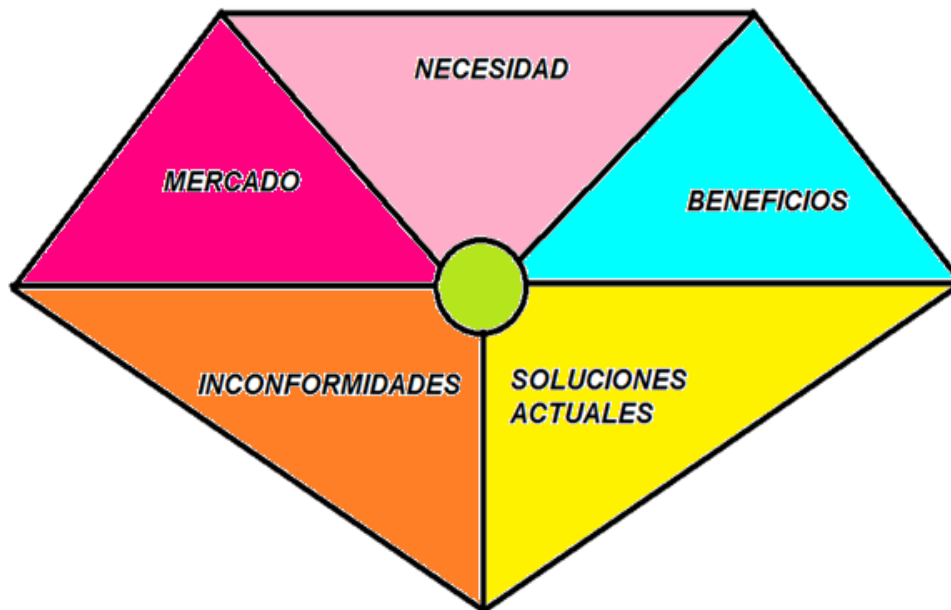 NECESIDAD
MERCADO
BENEFICIOS
INCONFORMIDADES
SOLUCIONES
ACTUALES